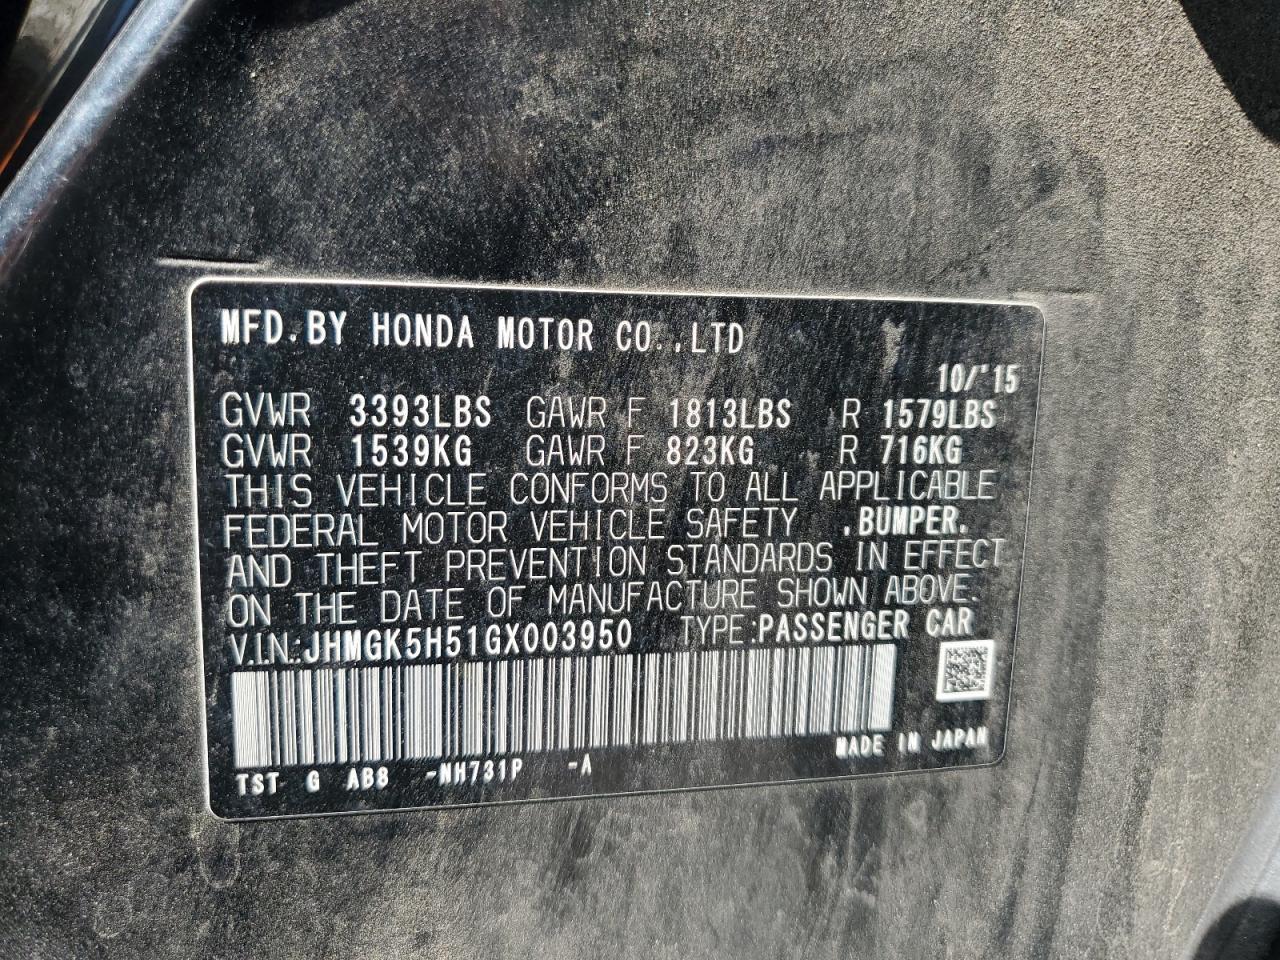 MFD.BY HONDA MOTOR CO.,LTD
10/'15
GVWR 3393LBS GAWR F 1813LBS R 1579LBS
GVWR 1539KG GAWR F 823KG R 716KG
THIS VEHICLE CONFORMS TO ALL APPLICABLE
FEDERAL MOTOR VEHICLE SAFETY ,BUMPER,
AND THEFT PREVENTION STANDARDS IN EFFECT
ON THE DATE OF MANUFACTURE SHOWN ABOVE.
V.I.N.:JHMGK5H51GX003950 TYPE:PASSENGER CAR
MADE IN JAPAN
TST- G AB8 -NH731P -A